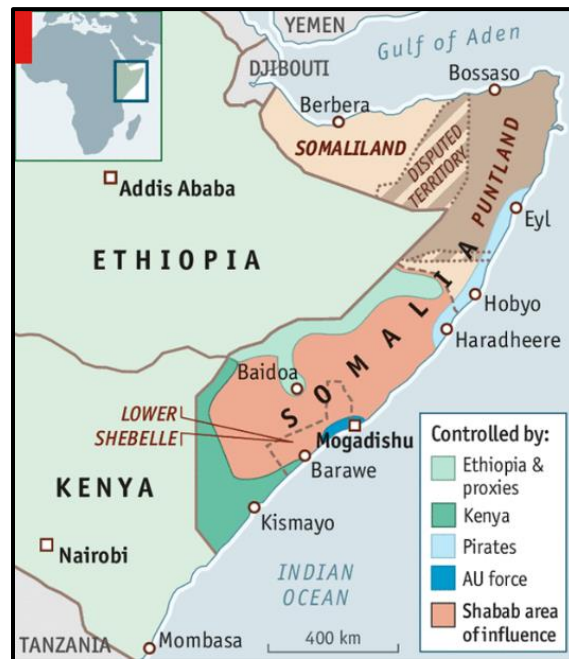 YEMEN
Gulf of Aden
DJIBOUTI
Bossaso
Berbera
SOMALILAND
DISPUTED
TERRITORY
PUNTLAND
Addis Ababa
Eyl
ETHIOPIA
SOMALIA
Hobyo
Haradheere
Baidoa
LOWER
SHEBELLE
Mogadishu
Barawe
KENYA
Kismayo
Nairobi
INDIAN
OCEAN
TANZANIA
Mombasa
400 km
Controlled by:
Ethiopia &
proxies
Kenya
Pirates
AU force
Shabab area
of influence